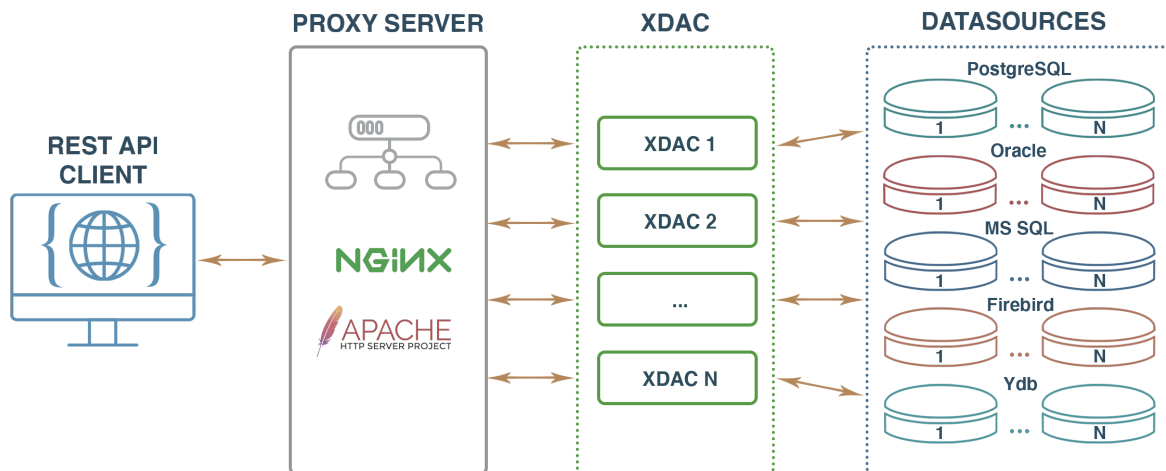 PROXY SERVER
XDAC
DATASOURCES
REST API
CLIENT
NGINX
APACHE
HTTP SERVER PROJECT
000
XDAC 1
XDAC 2
...
XDAC N
PostgreSQL
1 ... N
Oracle
1 ... N
MS SQL
1 ... N
Firebird
1 ... N
Ydb
1 ... N